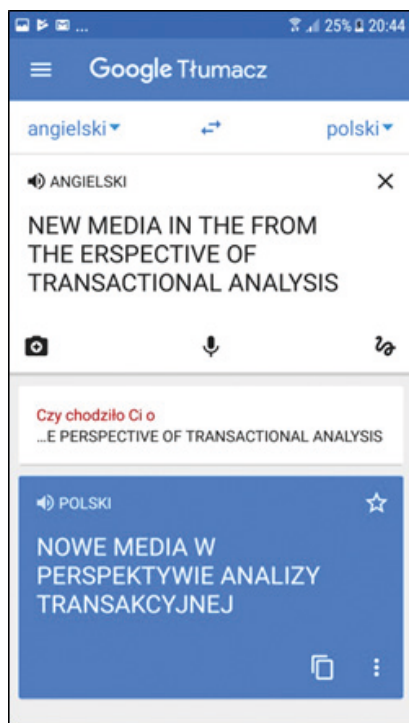 ... 25% 20:44
Google Tłumacz
angielski polski
ANGIELSKI
NEW MEDIA IN THE FROM
THE ERSPECTIVE OF
TRANSACTIONAL ANALYSIS
Czy chodziło Ci o
...E PERSPECTIVE OF TRANSACTIONAL ANALYSIS
POLSKI
NOWE MEDIA W
PERSPEKTYWIE ANALIZY
TRANSAKCYJNEJ